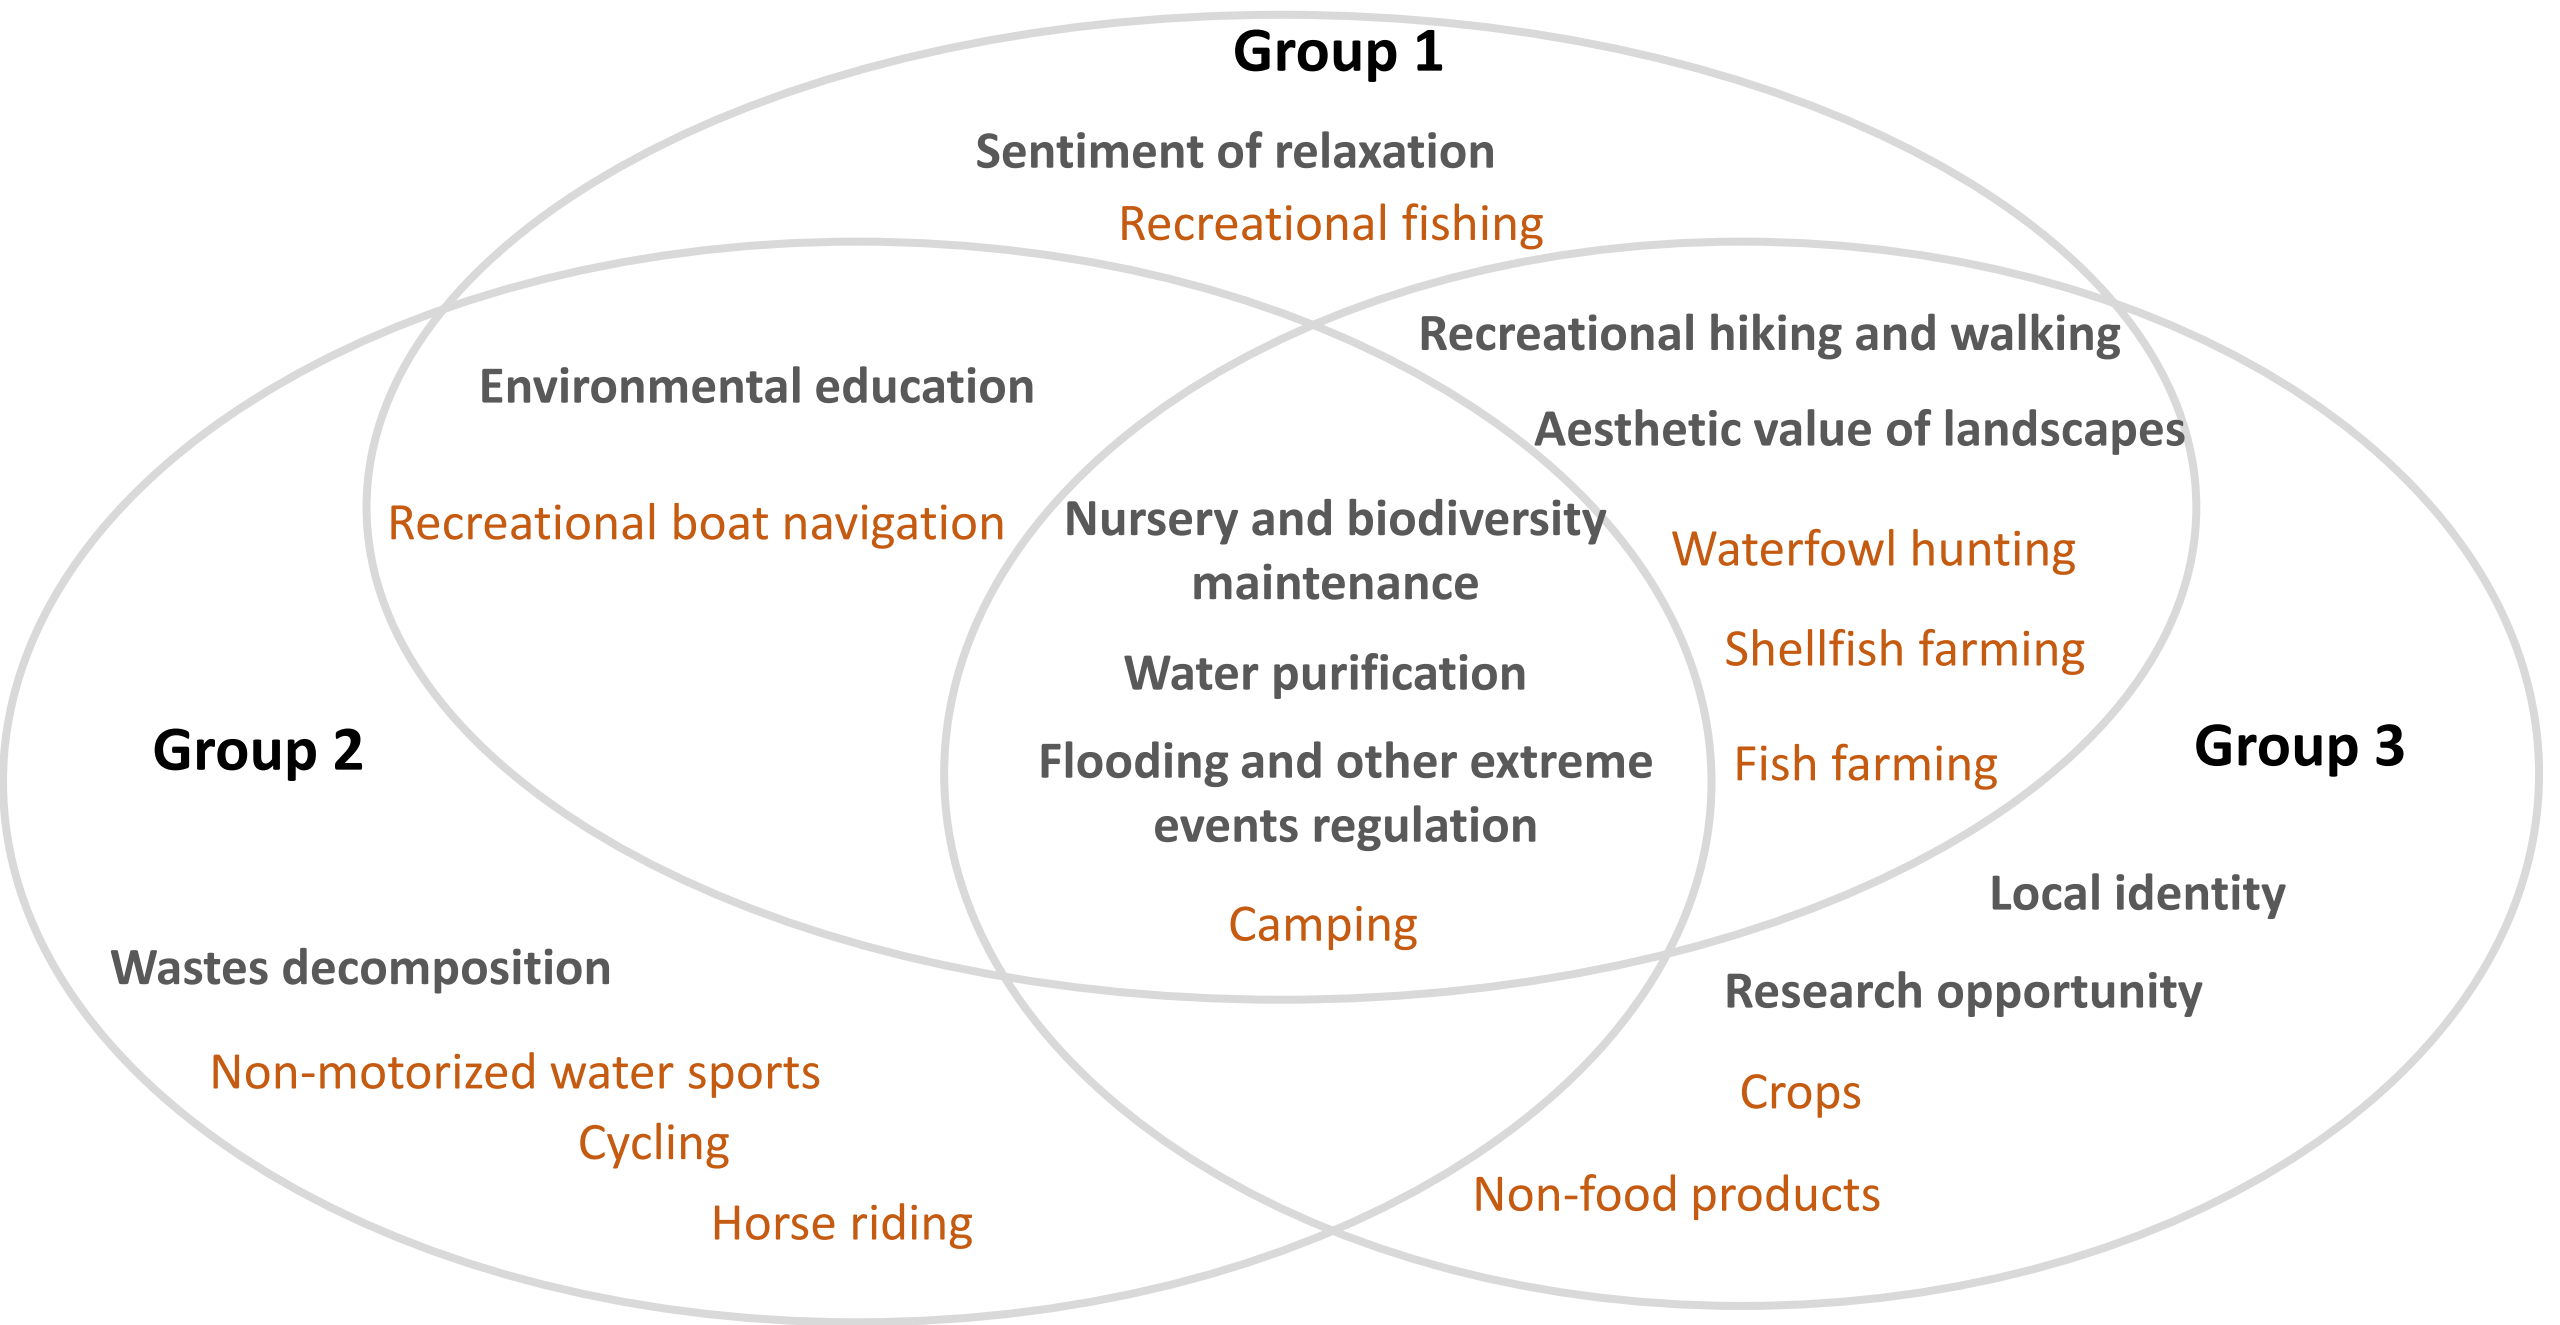 Group 1
Sentiment of relaxation
Recreational fishing
Recreational hiking and walking
Environmental education
Aesthetic value of landscapes
Recreational boat navigation
Nursery and biodiversity
maintenance
Waterfowl hunting
Shellfish farming
Water purification
Group 2
Flooding and other extreme
events regulation
Fish farming
Group 3
Camping
Local identity
Wastes decomposition
Research opportunity
Non-motorized water sports
Crops
Cycling
Non-food products
Horse riding